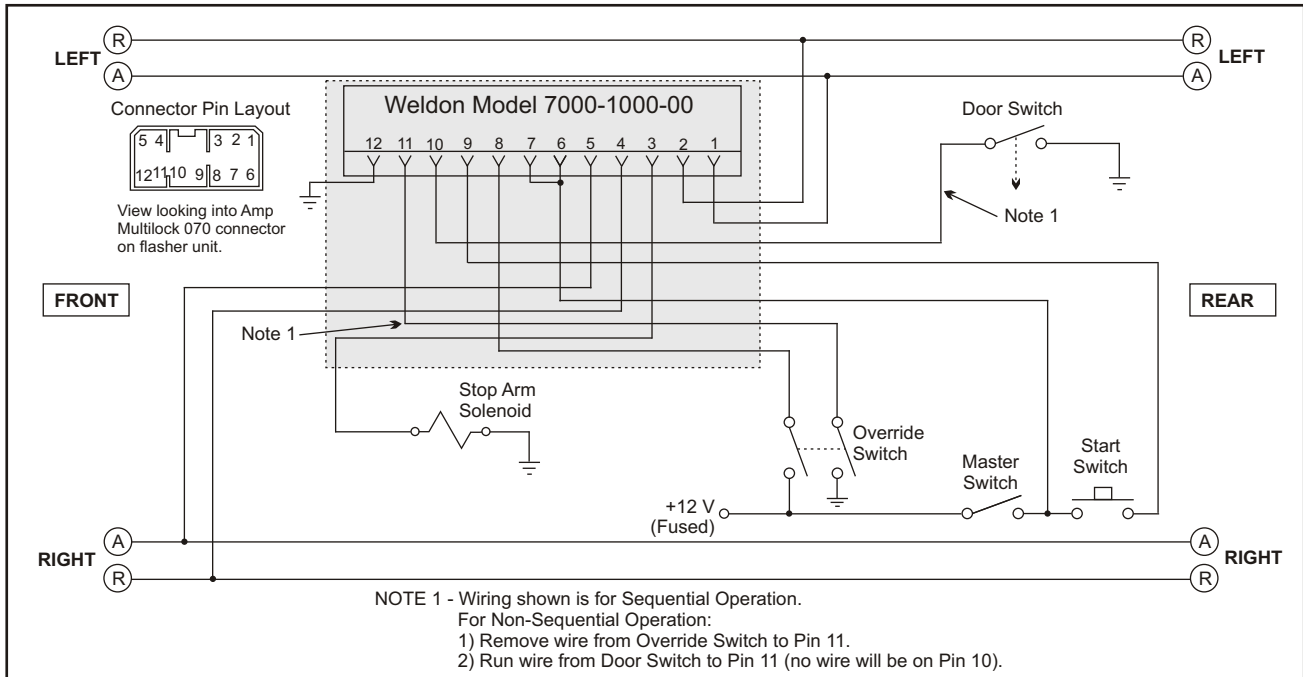 R
R
LEFT
LEFT
A
A
Connector Pin Layout
5 4 3 2 1
12 11 10 9 8 7 6
View looking into Amp
Multilock 070 connector
on flasher unit.
Weldon Model 7000-1000-00
12 11 10 9 8 7 6 5 4 3 2 1
Door Switch
Note 1
FRONT
REAR
Note 1
Stop Arm
Solenoid
Override
Switch
Master
Switch
Start
Switch
+12 V
(Fused)
A
A
RIGHT
RIGHT
R
R
NOTE 1 - Wiring shown is for Sequential Operation.
For Non-Sequential Operation:
1) Remove wire from Override Switch to Pin 11.
2) Run wire from Door Switch to Pin 11 (no wire will be on Pin 10).